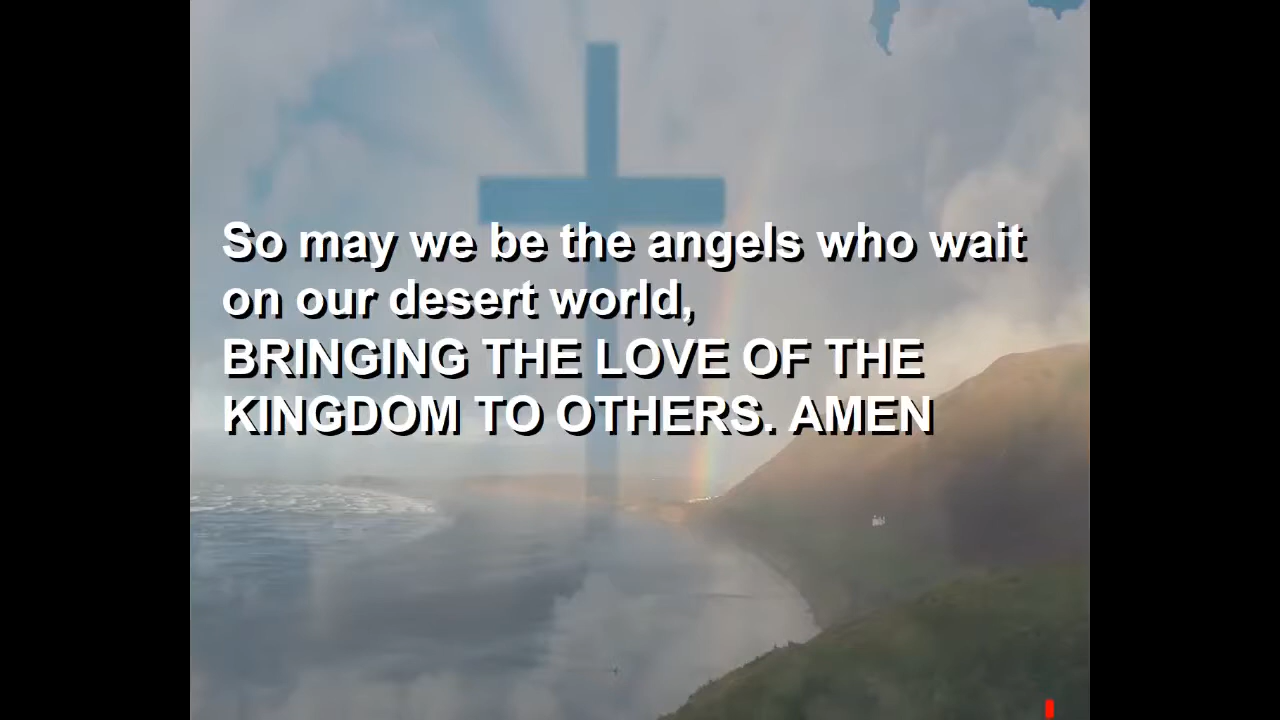 So may we be the angels who wait
on our desert world,
BRINGING THE LOVE OF THE
KINGDOM TO OTHERS. AMEN